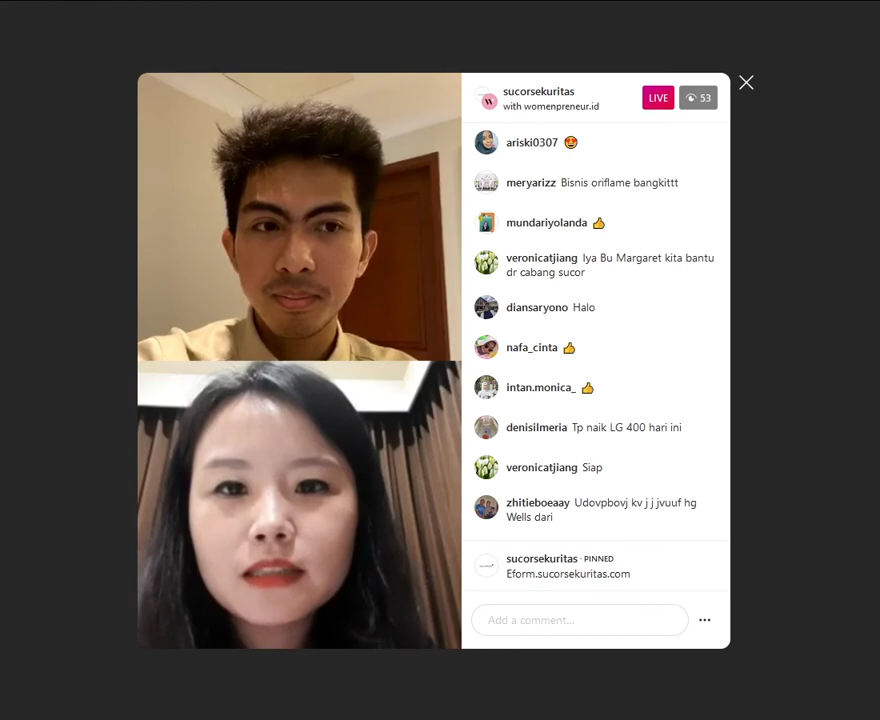 sucorsekuritas
with womenpreneur.id
LIVE
53
ariski0307
meryarizz Bisnis oriflame bangkittt
mundariyolanda
veronicatjiang Iya Bu Margaret kita bantu
dr cabang sucor
diansaryono Halo
nafa_cinta
intan.monica_
denisilmeria Tp naik LG 400 hari ini
veronicatjiang Siap
zhitieboeaay Udovpbovj kv j j jvuuf hg
Wells dari
sucorsekuritas · PINNED
Eform.sucorsekuritas.com
Add a comment...